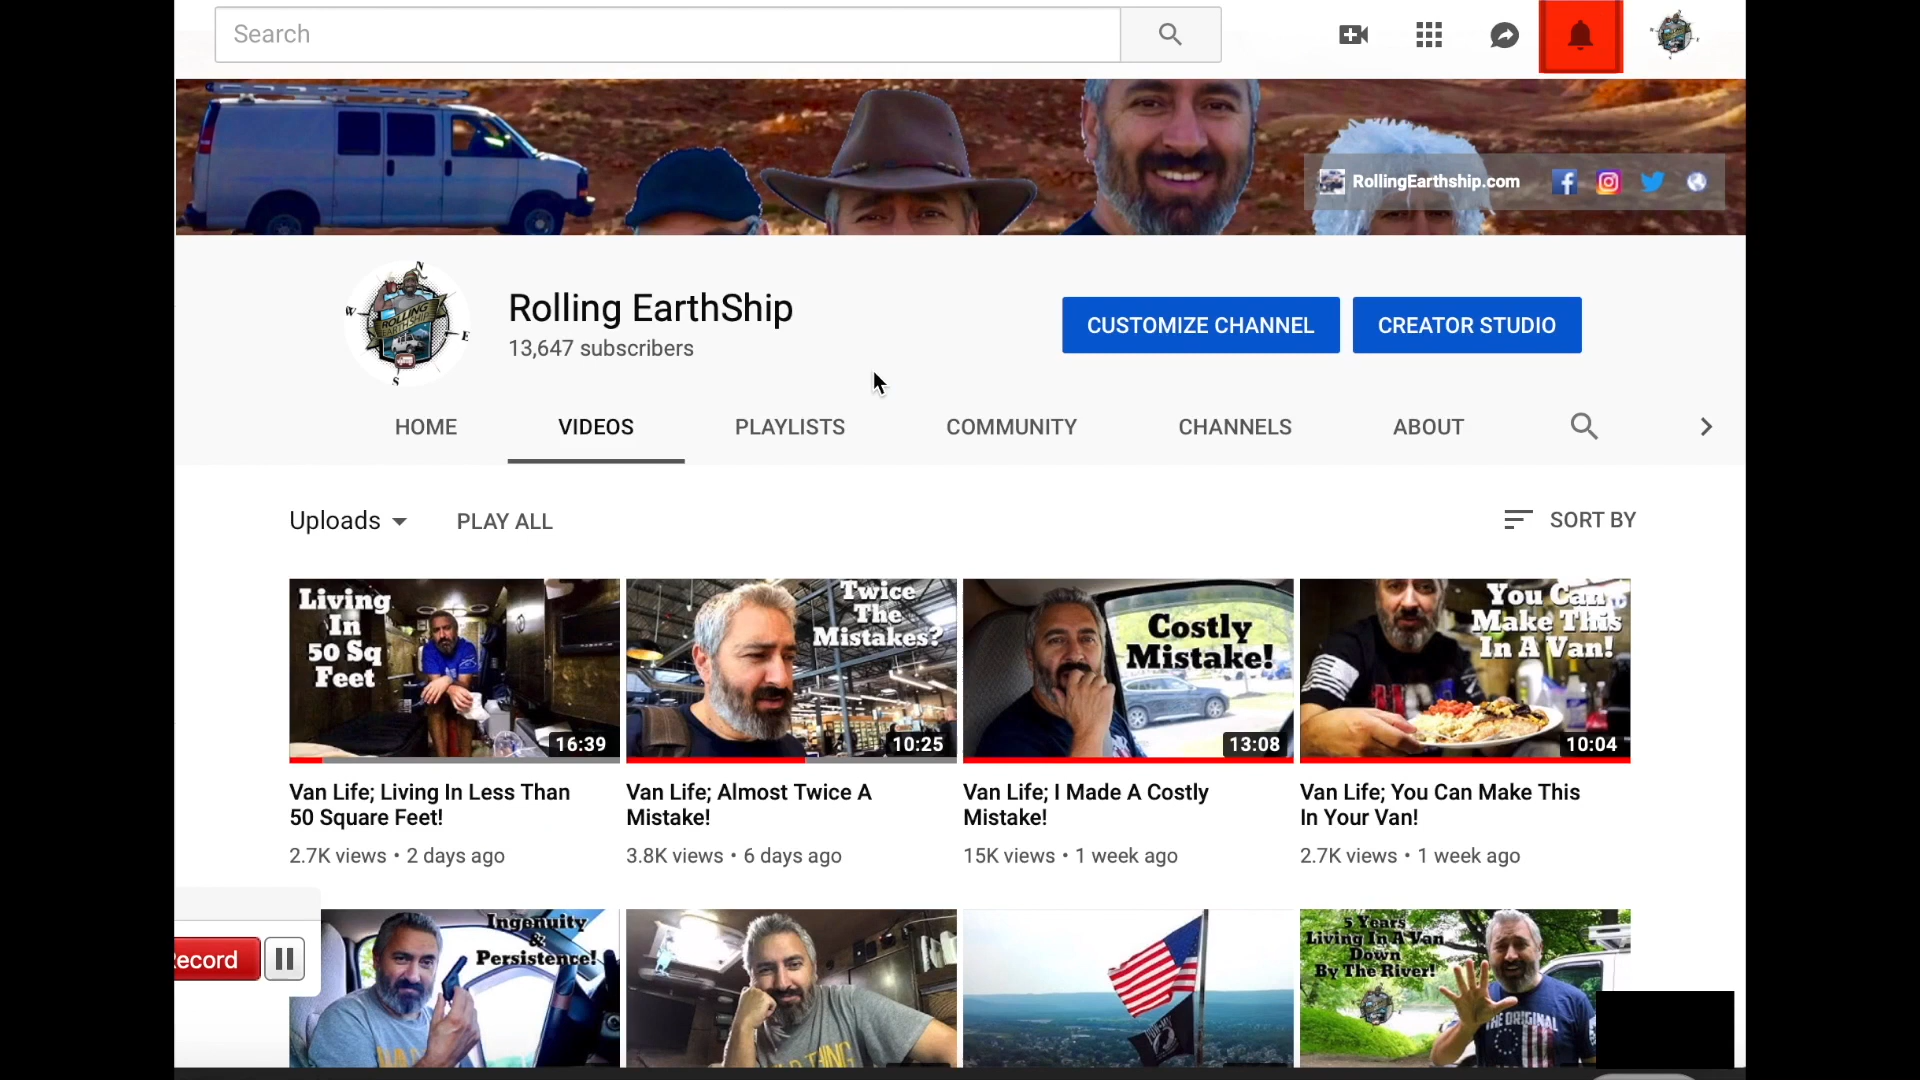 Search
RollingEarthship.com
N
W
E
S
ROLLING
EARTHSHIP
Rolling EarthShip
13,647 subscribers
CUSTOMIZE CHANNEL
CREATOR STUDIO
HOME
VIDEOS
PLAYLISTS
COMMUNITY
CHANNELS
ABOUT
Uploads
PLAY ALL
SORT BY
Living
In
50 Sq
Feet
16:39
Twice
The
Mistakes?
10:25
Costly
Mistake!
13:08
You Can
Make This
In A Van!
10:04
Van Life; Living In Less Than
50 Square Feet!
2.7K views • 2 days ago
Van Life; Almost Twice A
Mistake!
3.8K views • 6 days ago
Van Life; I Made A Costly
Mistake!
15K views • 1 week ago
Van Life; You Can Make This
In Your Van!
2.7K views • 1 week ago
ecord
Ingenuity
&
Persistence!
5 Years
Living In A Van
Down
By The River!
THE ORIGINAL